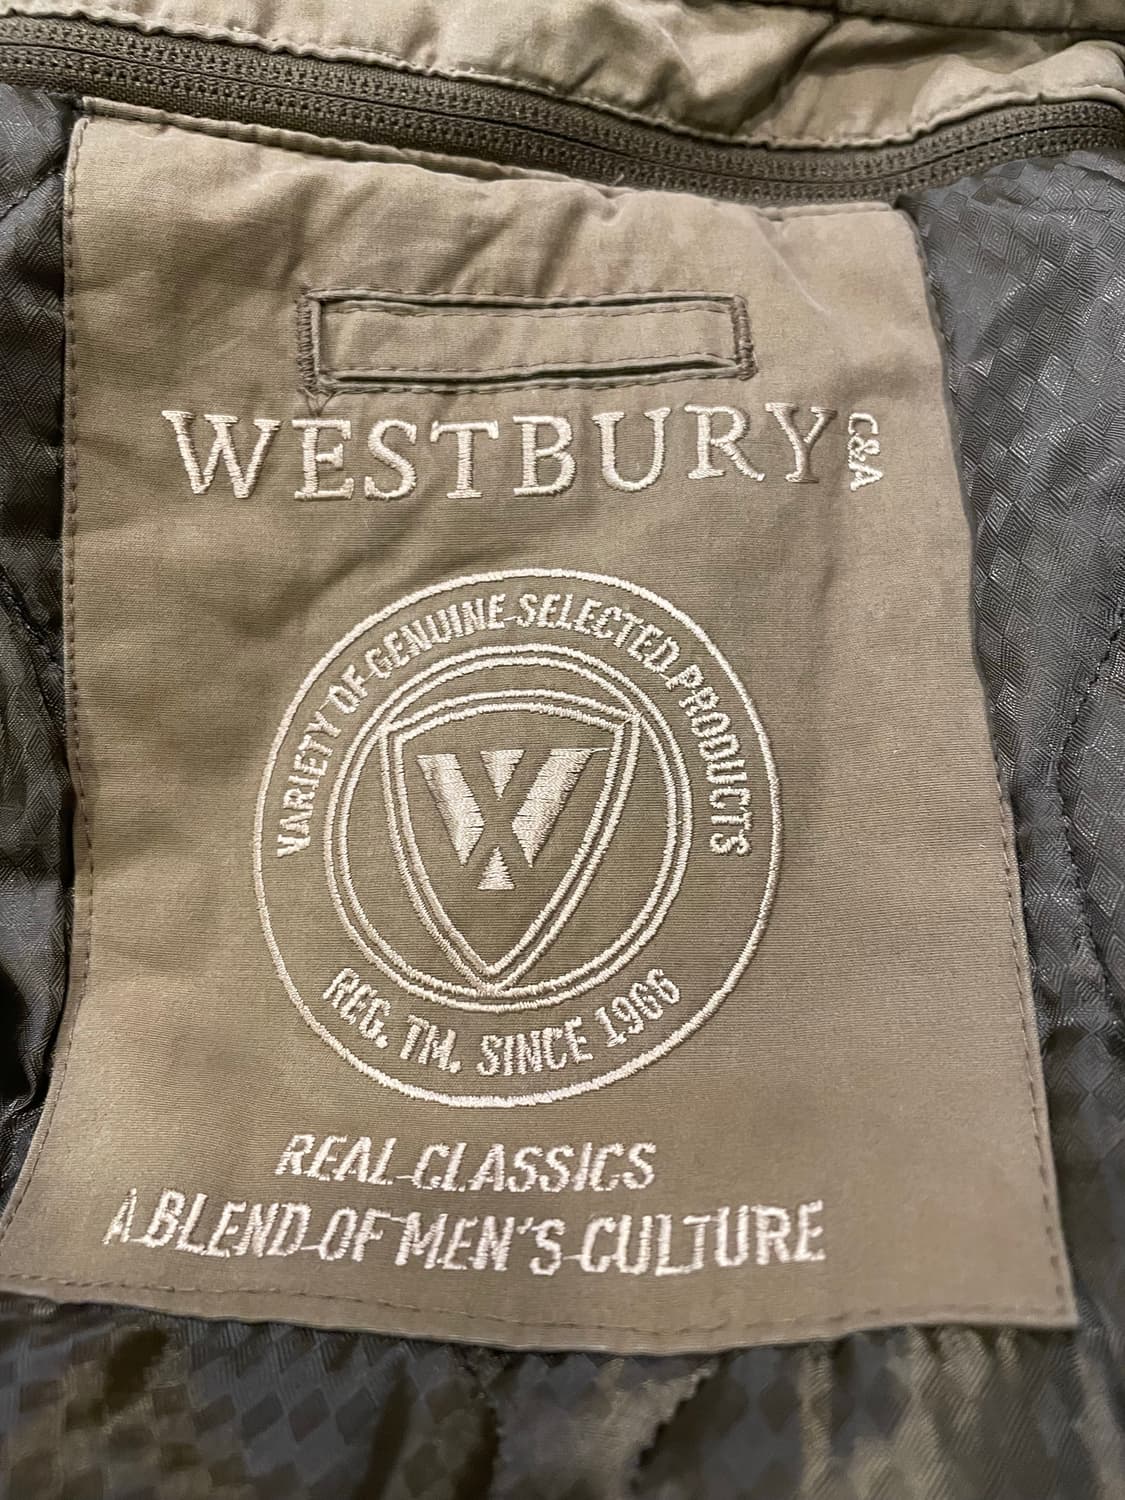 WESTBURY C&A
VARIETY OF GENUINE SELECTED PRODUCTS
W
REG. TM. SINCE 1966
REAL CLASSICS
A BLEND OF MEN'S CULTURE